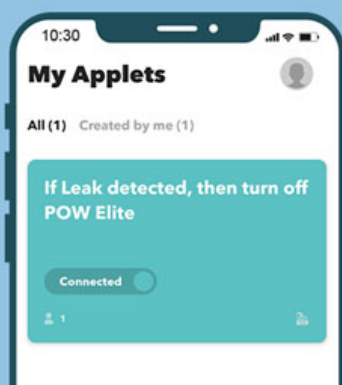 10:30
My Applets
All (1) Created by me (1)
If Leak detected, then turn off
POW Elite
Connected
1